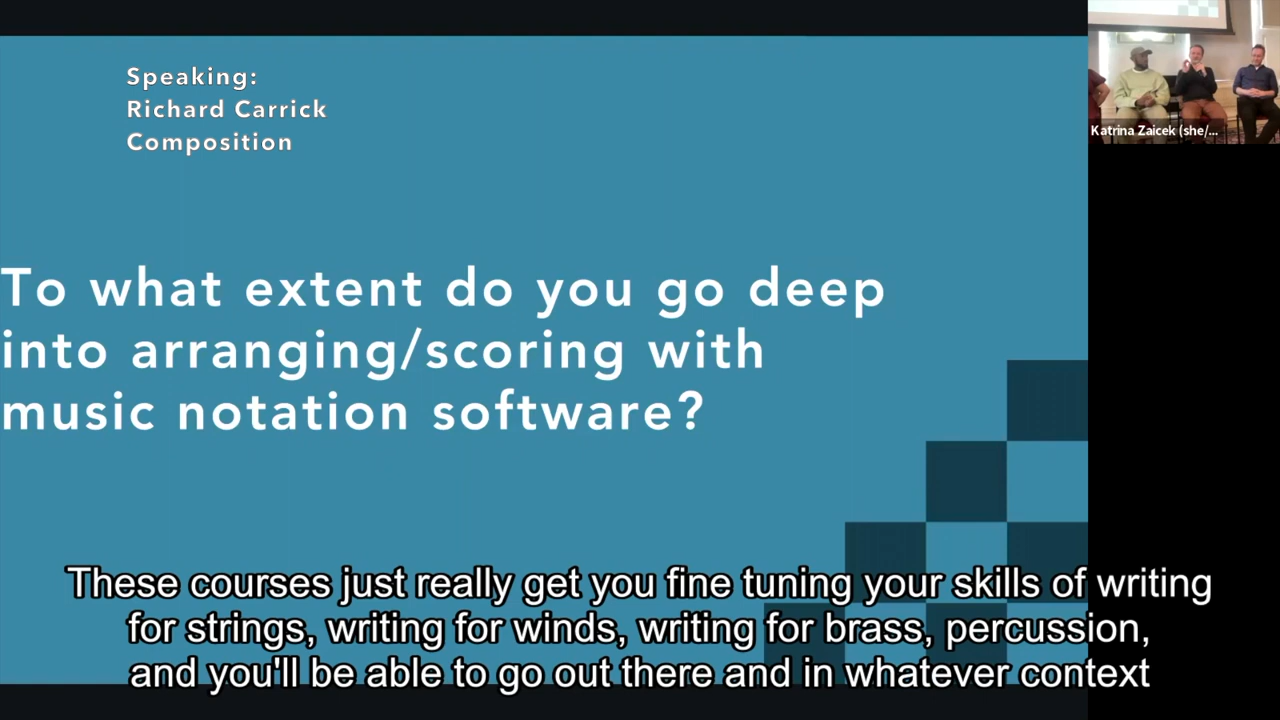 Speaking:
Richard Carrick
Composition
Katrina Zaicek (she/...
To what extent do you go deep
into arranging/scoring with
music notation software?
These courses just really get you fine tuning your skills of writing
for strings, writing for winds, writing for brass, percussion,
and you'll be able to go out there and in whatever context